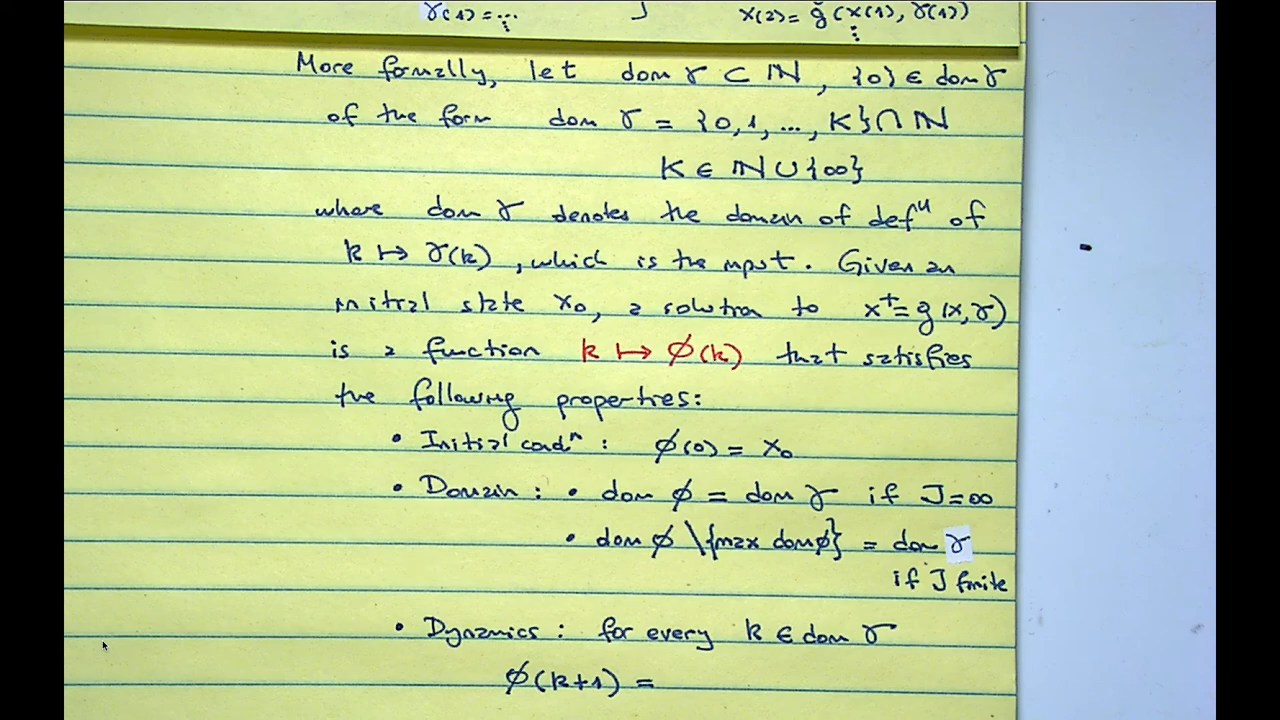 γ(1) = ... } x(2) = g(x(1), γ(1))
⋮ ⋮
More formally, let dom γ ⊂ ℕ, {0} ∈ dom γ
of the form dom γ = {0, 1, ..., K} ∩ ℕ
K ∈ ℕ ∪ {∞}
where dom γ denotes the domain of defⁿ of
k ↦ γ(k), which is the input. Given an
initial state x₀, a solution to x⁺ = g(x, γ)
is a function k ↦ ϕ(k) that satisfies
the following properties:
• Initial condⁿ : ϕ(0) = x₀
• Domain : • dom ϕ = dom γ if J = ∞
• dom ϕ \ {max dom ϕ} = dom γ
if J finite
• Dynamics : for every k ∈ dom γ
ϕ(k+1) =